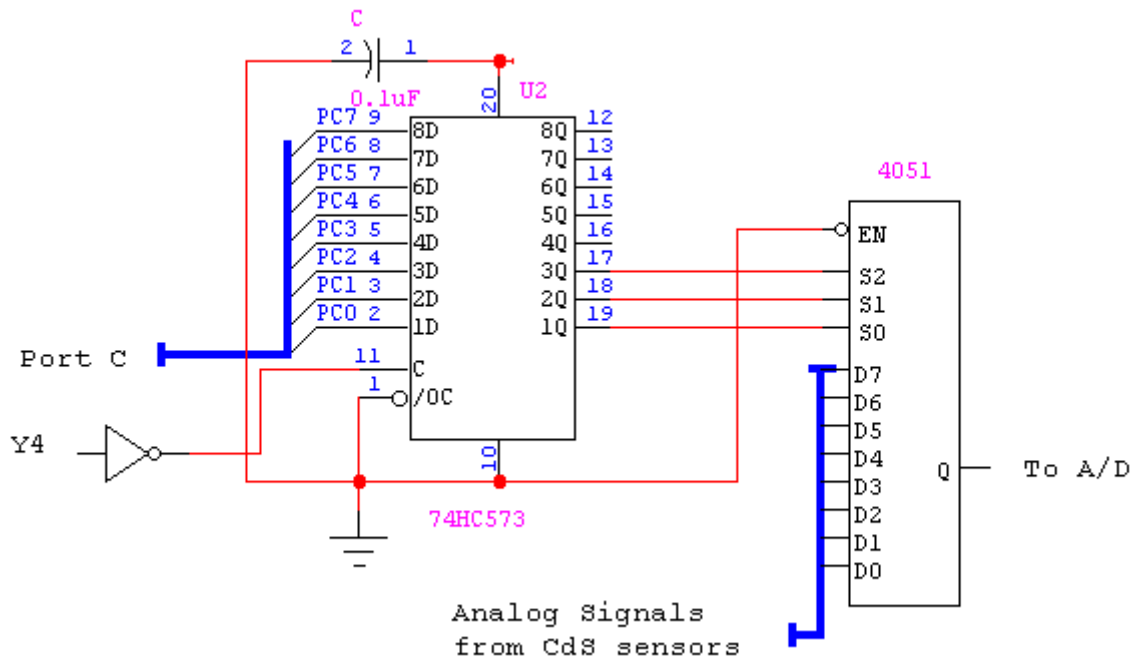 C
2 1
0.1uF
20
U2
PC7 9 8D 8Q 12
PC6 8 7D 7Q 13
PC5 7 6D 6Q 14
PC4 6 5D 5Q 15
PC3 5 4D 4Q 16
PC2 4 3D 3Q 17
PC1 3 2D 2Q 18
PC0 2 1D 1Q 19
11 C
1 /OC
10
74HC573
Port C
Y4
4051
EN
S2
S1
S0
D7
D6
D5
D4
D3
D2
D1
D0
Q
To A/D
Analog Signals
from CdS sensors